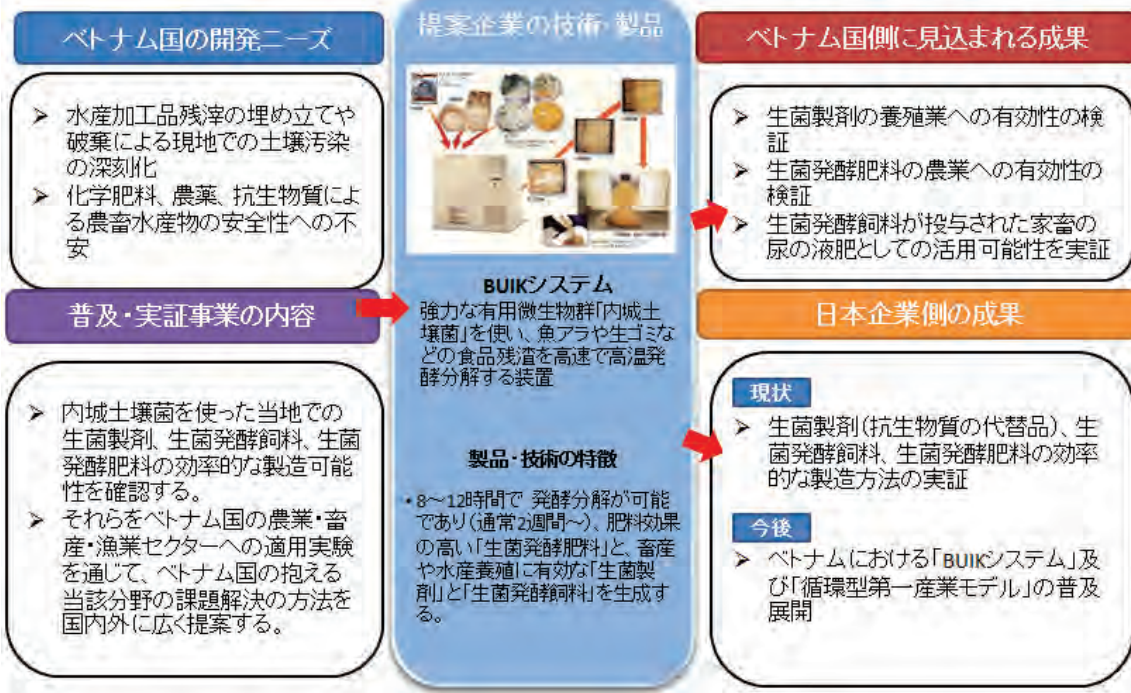 ベトナム国の開発ニーズ
➢ 水産加工品残滓の埋め立てや
破棄による現地での土壌汚染
の深刻化
➢ 化学肥料、農薬、抗生物質によ
る農畜水産物の安全性への不
安
普及・実証事業の内容
➢ 内城土壌菌を使った当地での
生菌製剤、生菌発酵飼料、生菌
発酵肥料の効率的な製造可能
性を確認する。
➢ それらをベトナム国の農業・畜
産・漁業セクターへの適用実験
を通じて、ベトナム国の抱える
当該分野の課題解決の方法を
国内外に広く提案する。
提案企業の技術・製品
BUIKシステム
強力な有用微生物群「内城土
壌菌」を使い、魚アラや生ゴミな
どの食品残渣を高速で高温発
酵分解する装置
製品・技術の特徴
・8～12時間で 発酵分解が可能
であり(通常2週間～)、肥料効果
の高い「生菌発酵肥料」と、畜産
や水産養殖に有効な「生菌製
剤」と「生菌発酵飼料」を生成す
る。
ベトナム国側に見込まれる成果
➢ 生菌製剤の養殖業への有効性の検
証
➢ 生菌発酵肥料の農業への有効性の
検証
➢ 生菌発酵飼料が投与された家畜の
尿の液肥としての活用可能性を実証
日本企業側の成果
現状
➢ 生菌製剤(抗生物質の代替品)、生
菌発酵飼料、生菌発酵肥料の効率
的な製造方法の実証
今後
➢ ベトナムにおける「BUIKシステム」及
び「循環型第一産業モデル」の普及
展開